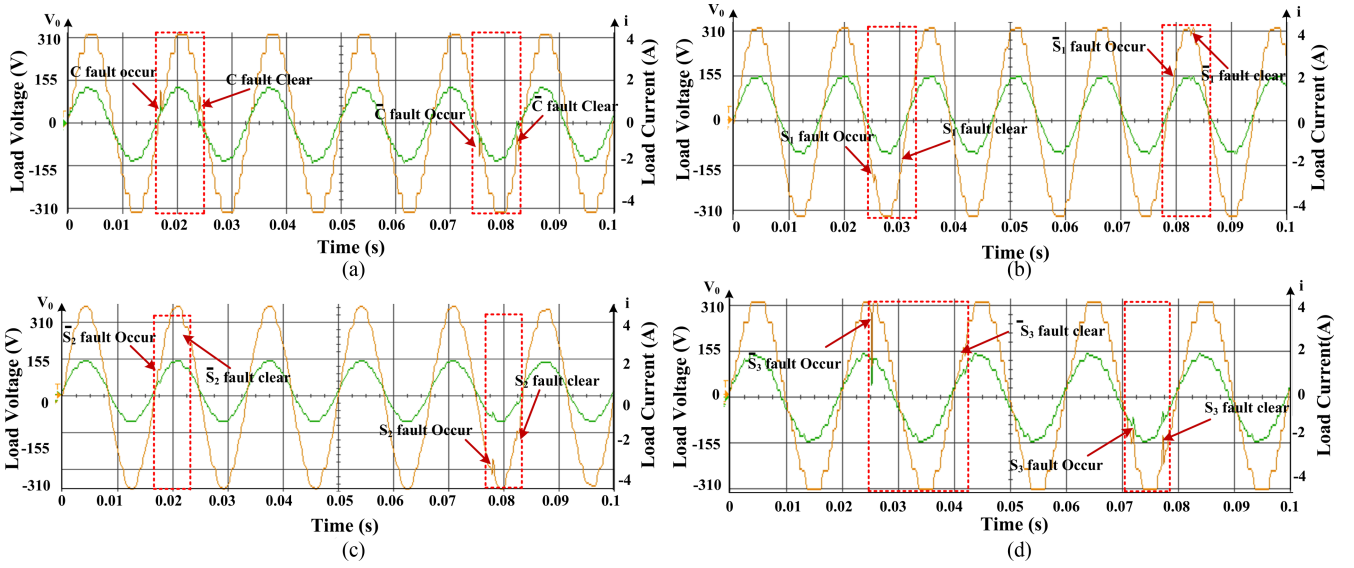 V₀
i
Load Voltage (V)
310
155
0
-155
-310
4
2
0
-2
-4
Load Current (A)
C fault occur
C fault Clear
C̄ fault Occur
C̄ fault Clear
0
0.01
0.02
0.03
0.04
0.05
0.06
0.07
0.08
0.09
0.1
Time (s)
(a)
V₀
i
Load Voltage (V)
310
155
0
-155
-310
4
2
0
-2
-4
Load Current (A)
S₁ fault Occur
S₁ fault clear
S̄₁ fault Occur
S̄₁ fault clear
0
0.01
0.02
0.03
0.04
0.05
0.06
0.07
0.08
0.09
0.1
Time (s)
(b)
V₀
i
Load Voltage (V)
310
155
0
-155
-310
4
2
0
-2
-4
Load Current (A)
S̄₂ fault Occur
S̄₂ fault clear
S₂ fault Occur
S₂ fault clear
0
0.01
0.02
0.03
0.04
0.05
0.06
0.07
0.08
0.09
0.1
Time (s)
(c)
V₀
i
Load Voltage (V)
310
155
0
-155
-310
4
2
0
-2
-4
Load Current(A)
S̄₃ fault Occur
S̄₃ fault clear
S₃ fault Occur
S₃ fault clear
0
0.01
0.02
0.03
0.04
0.05
0.06
0.07
0.08
0.09
0.1
Time (s)
(d)